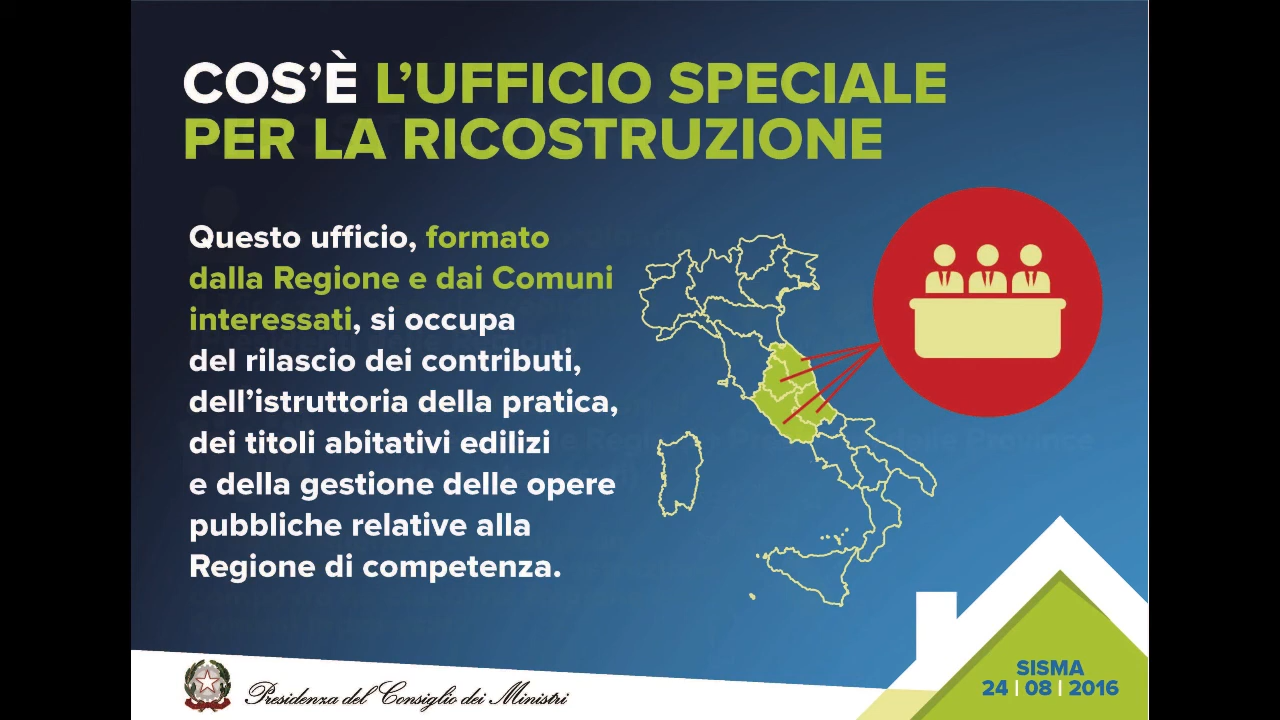 COS'È L'UFFICIO SPECIALE
PER LA RICOSTRUZIONE
Questo ufficio, formato
dalla Regione e dai Comuni
interessati, si occupa
del rilascio dei contributi,
dell'istruttoria della pratica,
dei titoli abitativi edilizi
e della gestione delle opere
pubbliche relative alla
Regione di competenza.
Presidenza del Consiglio dei Ministri
SISMA
24 | 08 | 2016